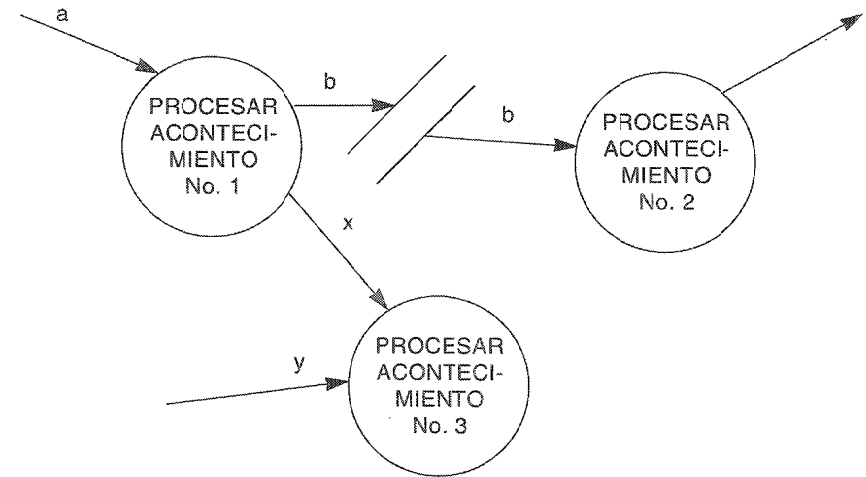 a
PROCESAR
ACONTECI-
MIENTO
No. 1
b
b
PROCESAR
ACONTECI-
MIENTO
No. 2
x
y
PROCESAR
ACONTECI-
MIENTO
No. 3